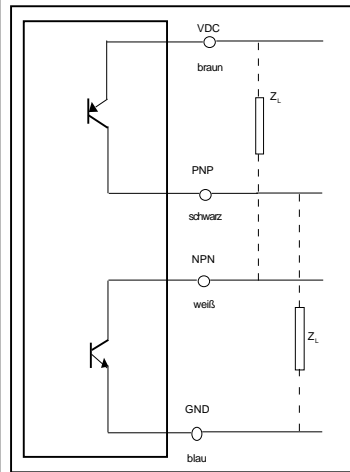 VDC
braun
Z_L
PNP
schwarz
NPN
weiß
Z_L
GND
blau